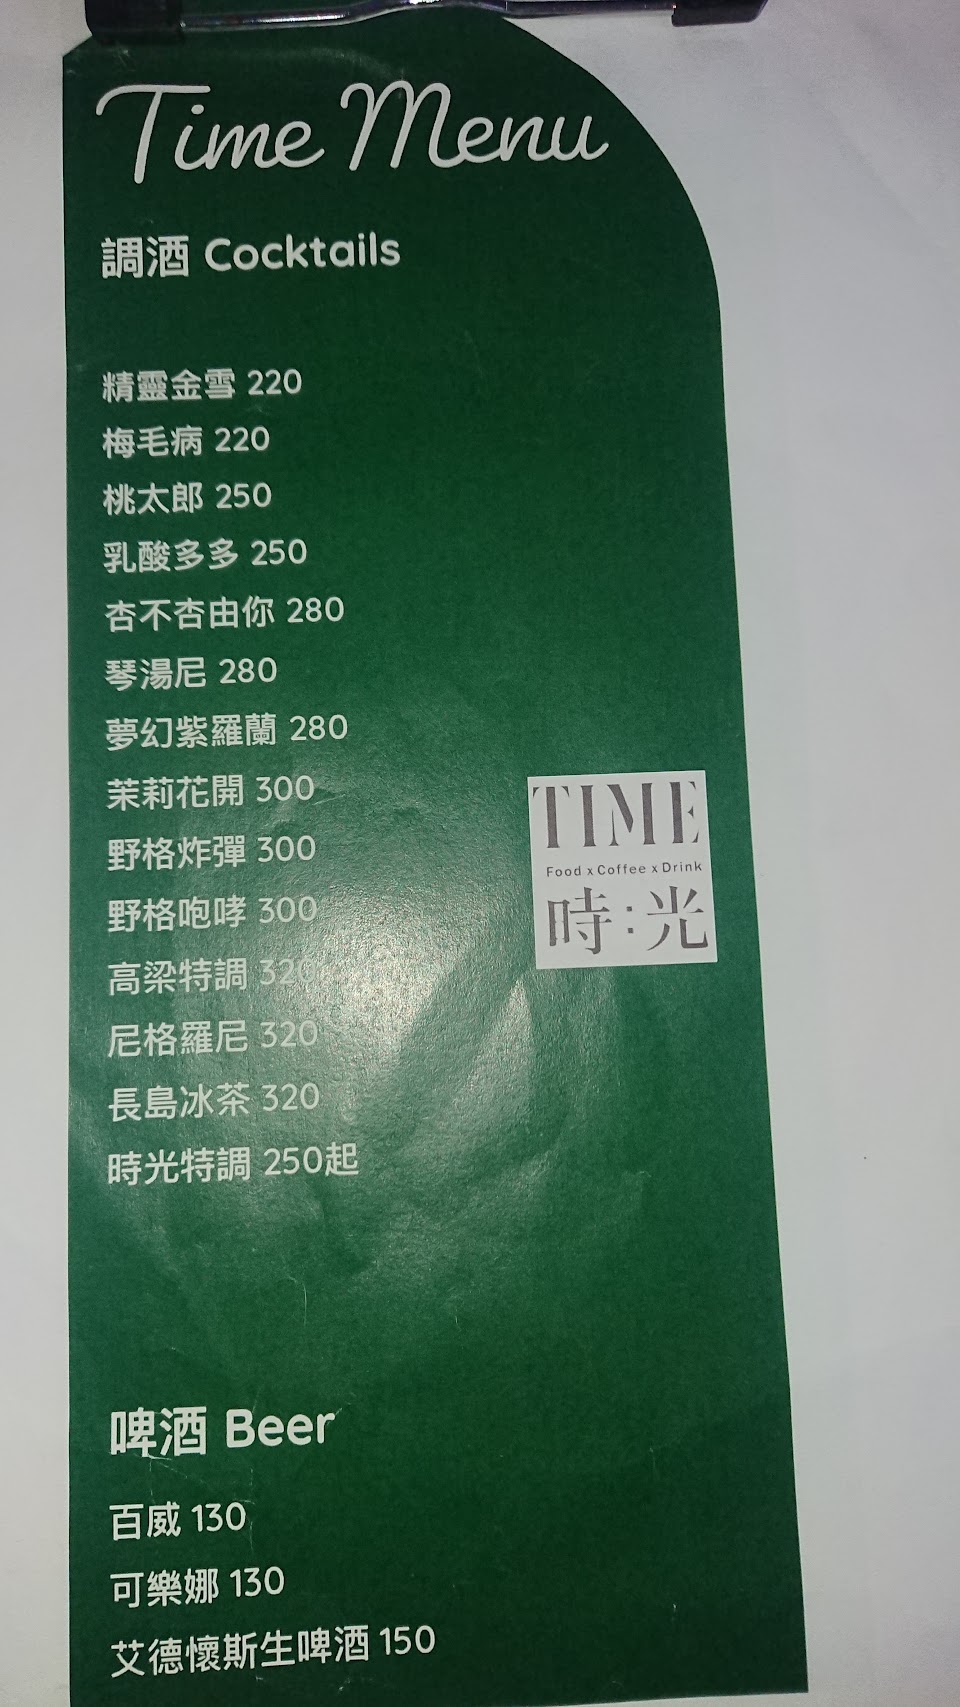 Time Menu
調酒 Cocktails
精靈金雪 220
梅毛病 220
桃太郎 250
乳酸多多 250
杏不杏由你 280
琴湯尼 280
夢幻紫羅蘭 280
茉莉花開 300
野格炸彈 300
野格咆哮 300
高梁特調 320
尼格羅尼 320
長島冰茶 320
時光特調 250起
TIME
Food x Coffee x Drink
時:光
啤酒 Beer
百威 130
可樂娜 130
艾德懷斯生啤酒 150